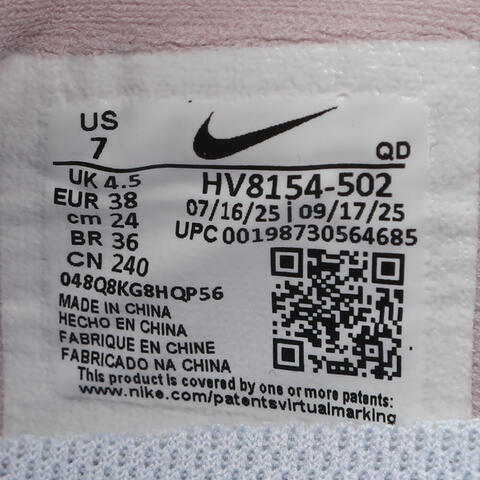 US
7
QD
UK 4.5
EUR 38
cm 24
BR 36
CN 240
HV8154-502
07/16/25 | 09/17/25
UPC 00198730564685
048Q8KG8HQP56
MADE IN CHINA
HECHO EN CHINA
FABRIQUE EN CHINE
FABRICADO NA CHINA
This product is covered by one or more patents:
www.nike.com/patentsvirtualmarking